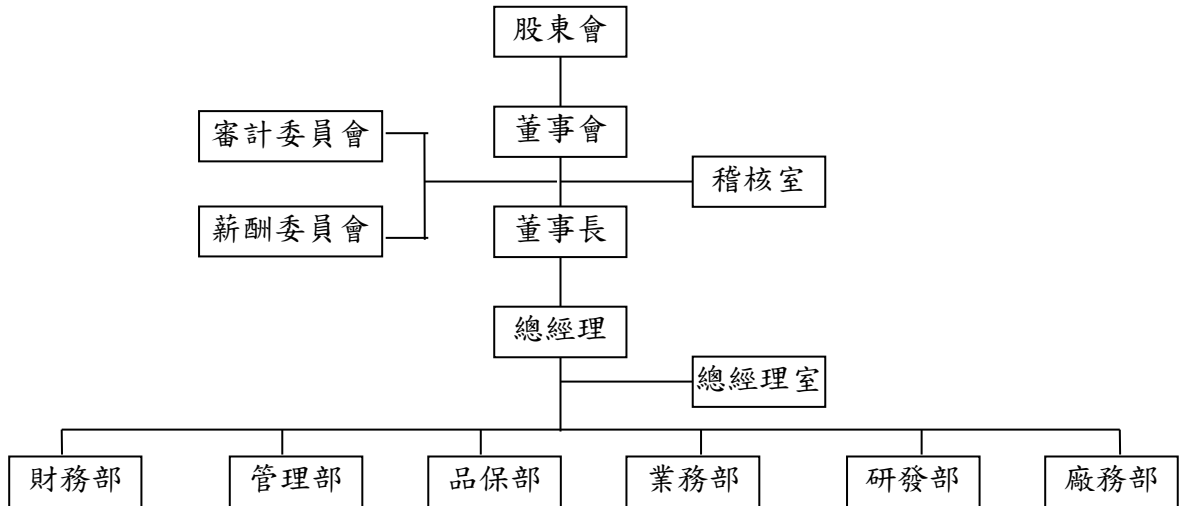 股東會
董事會
審計委員會
稽核室
薪酬委員會
董事長
總經理
總經理室
財務部
管理部
品保部
業務部
研發部
廠務部